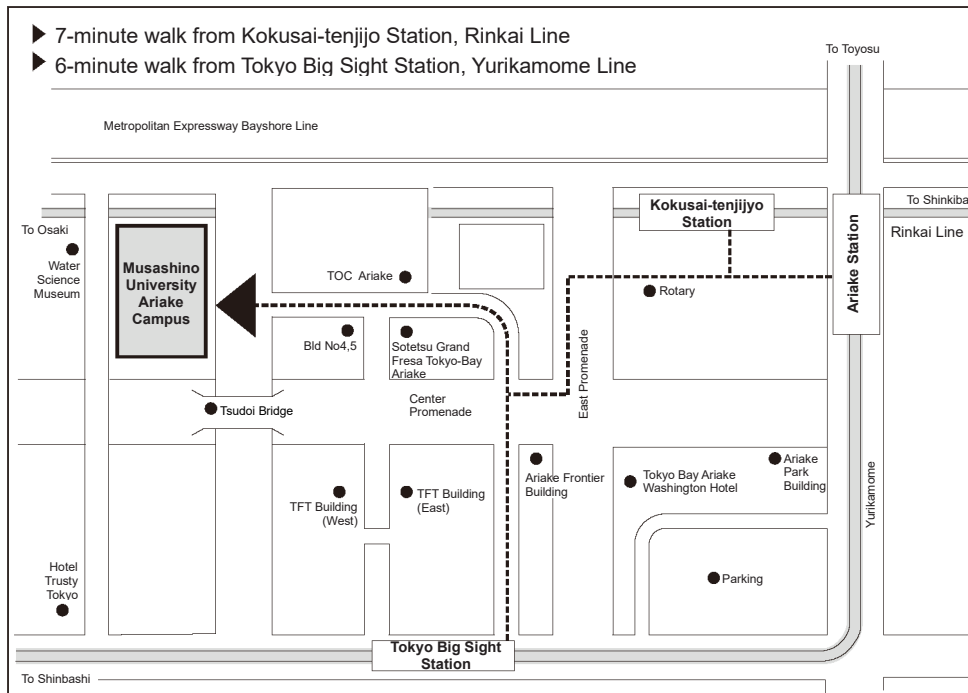 7-minute walk from Kokusai-tenjijo Station, Rinkai Line
6-minute walk from Tokyo Big Sight Station, Yurikamome Line
To Toyosu
Metropolitan Expressway Bayshore Line
To Osaki
Water
Science
Museum
Musashino
University
Ariake
Campus
TOC Ariake
Kokusai-tenjijyo
Station
To Shinkiba
Rinkai Line
Ariake Station
Rotary
Bld No4,5
Sotetsu Grand
Fresa Tokyo-Bay
Ariake
East Promenade
Tsudoi Bridge
Center
Promenade
TFT Building
(West)
TFT Building
(East)
Ariake Frontier
Building
Tokyo Bay Ariake
Washington Hotel
Ariake
Park
Building
Yurikamome
Hotel
Trusty
Tokyo
Parking
Tokyo Big Sight
Station
To Shinbashi